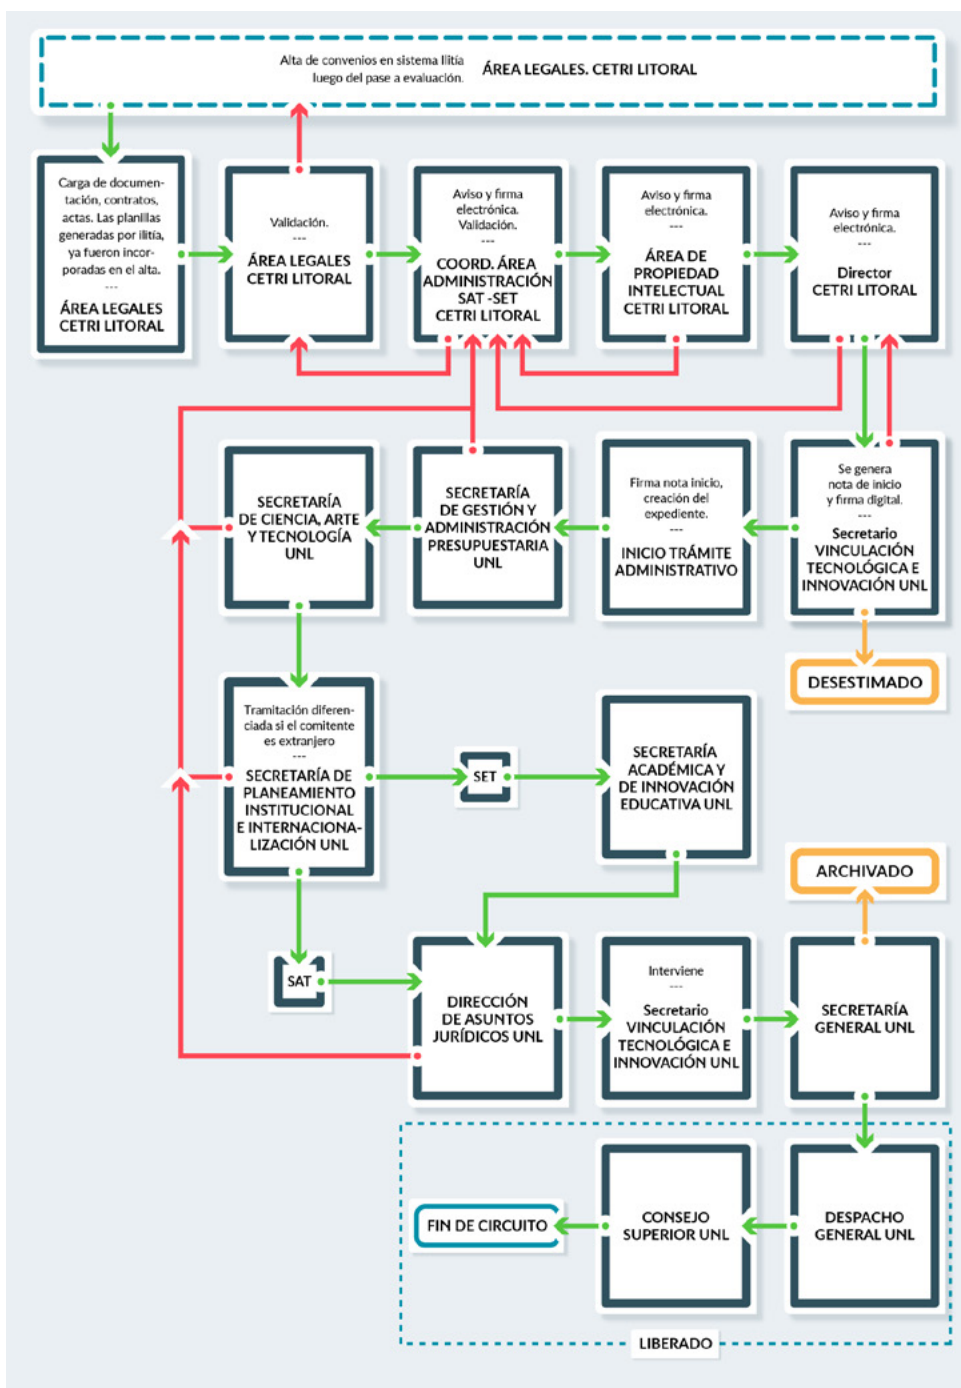 Alta de convenios en sistema Ilitía
luego del pase a evaluación.
ÁREA LEGALES. CETRI LITORAL
Carga de documen-
tación, contratos,
actas. Las planillas
generadas por ilitía,
ya fueron incor-
poradas en el alta.
---
ÁREA LEGALES
CETRI LITORAL
Validación.
---
ÁREA LEGALES
CETRI LITORAL
Aviso y firma
electrónica.
Validación.
---
COORD. ÁREA
ADMINISTRACIÓN
SAT -SET
CETRI LITORAL
Aviso y firma
electrónica.
---
ÁREA DE
PROPIEDAD
INTELECTUAL
CETRI LITORAL
Aviso y firma
electrónica.
---
Director
CETRI LITORAL
SECRETARÍA
DE CIENCIA, ARTE
Y TECNOLOGÍA
UNL
SECRETARÍA
DE GESTIÓN Y
ADMINISTRACIÓN
PRESUPUESTARIA
UNL
Firma nota inicio,
creación del
expediente.
---
INICIO TRÁMITE
ADMINISTRATIVO
Se genera
nota de inicio
y firma digital.
---
Secretario
VINCULACIÓN
TECNOLÓGICA E
INNOVACIÓN UNL
DESESTIMADO
Tramitación diferen-
ciada si el comitente
es extranjero
---
SECRETARÍA DE
PLANEAMIENTO
INSTITUCIONAL
E INTERNACIONA-
LIZACIÓN UNL
SET
SECRETARÍA
ACADÉMICA Y
DE INNOVACIÓN
EDUCATIVA UNL
ARCHIVADO
SAT
DIRECCIÓN
DE ASUNTOS
JURÍDICOS UNL
Interviene
---
Secretario
VINCULACIÓN
TECNOLÓGICA E
INNOVACIÓN UNL
SECRETARÍA
GENERAL UNL
FIN DE CIRCUITO
CONSEJO
SUPERIOR UNL
DESPACHO
GENERAL UNL
LIBERADO